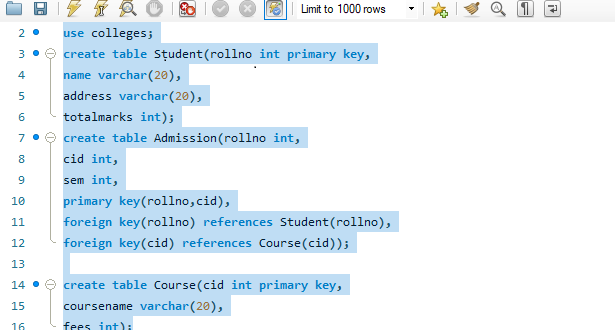 Limit to 1000 rows
2 use colleges;
3 create table Student(rollno int primary key,
4 name varchar(20),
5 address varchar(20),
6 totalmarks int);
7 create table Admission(rollno int,
8 cid int,
9 sem int,
10 primary key(rollno,cid),
11 foreign key(rollno) references Student(rollno),
12 foreign key(cid) references Course(cid));
13
14 create table Course(cid int primary key,
15 coursename varchar(20),
16 fees int);